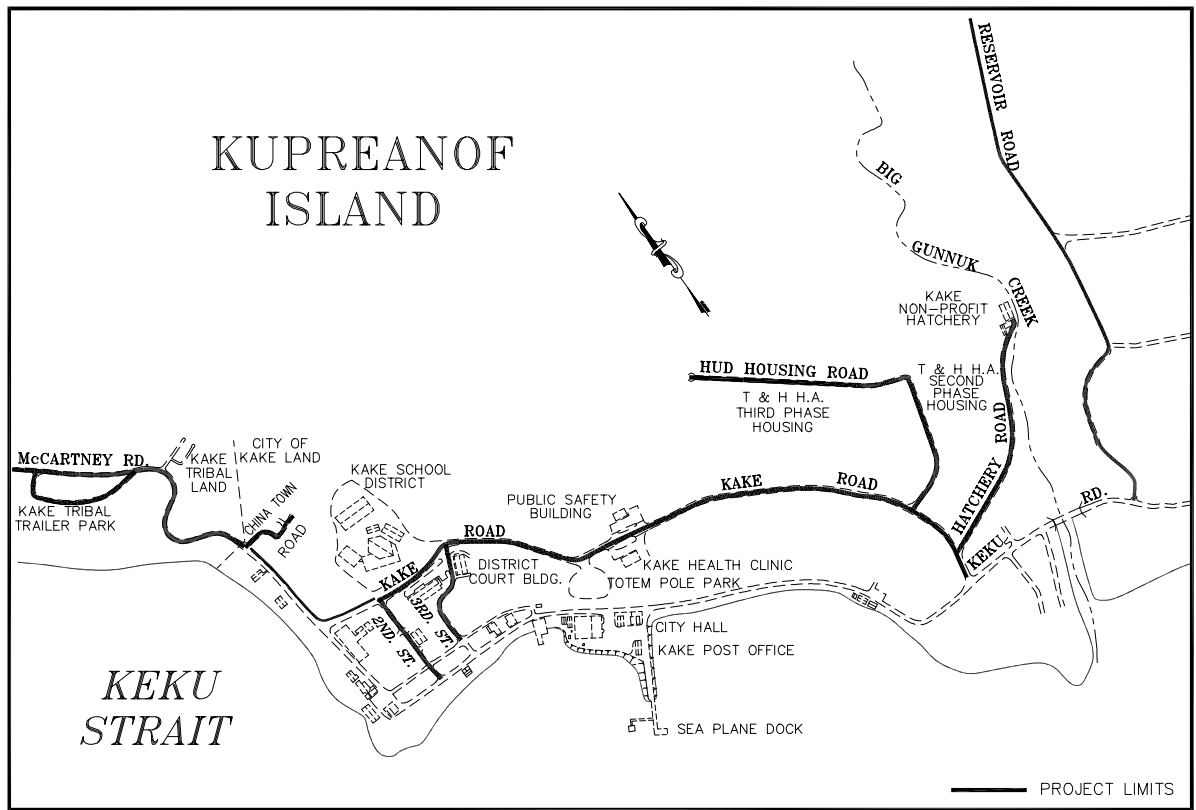 KUPREANOF
ISLAND
RESERVOIR ROAD
BIG GUNNUK CREEK
KAKE
NON-PROFIT
HATCHERY
HUD HOUSING ROAD
T & H H.A.
THIRD PHASE
HOUSING
T & H H.A.
SECOND
PHASE
HOUSING
HATCHERY ROAD
McCARTNEY RD.
KAKE TRIBAL
TRAILER PARK
KAKE
TRIBAL
LAND
CITY OF
KAKE LAND
CHINA TOWN
ROAD
KAKE SCHOOL
DISTRICT
KAKE ROAD
PUBLIC SAFETY
BUILDING
KAKE ROAD
KEKU RD.
DISTRICT
COURT BLDG.
KAKE HEALTH CLINIC
TOTEM POLE PARK
3RD. ST.
2ND. ST.
CITY HALL
KAKE POST OFFICE
SEA PLANE DOCK
KEKU
STRAIT
PROJECT LIMITS